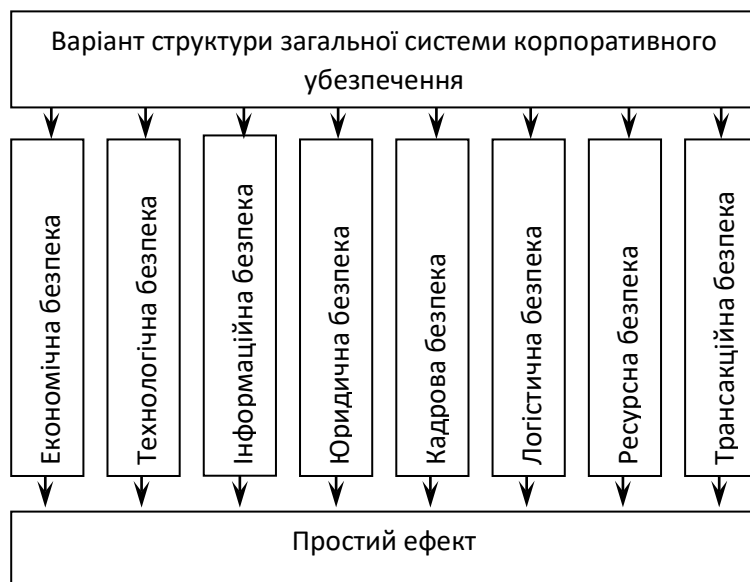 Варіант структури загальної системи корпоративного
убезпечення
Економічна безпека
Технологічна безпека
Інформаційна безпека
Юридична безпека
Кадрова безпека
Логістична безпека
Ресурсна безпека
Трансакційна безпека
Простий ефект